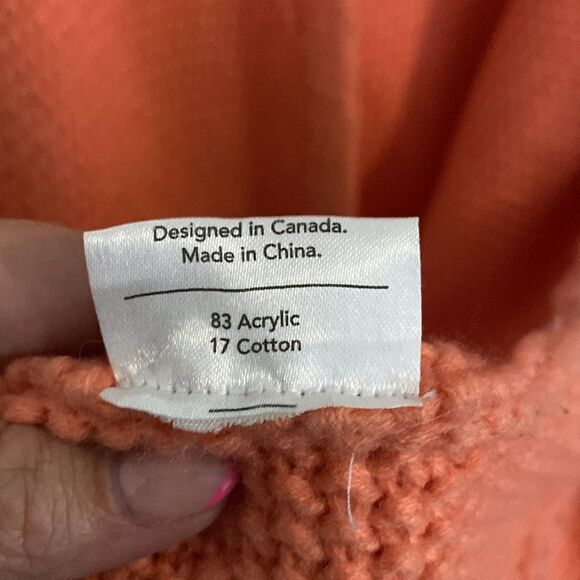 Designed in Canada.
Made in China.
83 Acrylic
17 Cotton